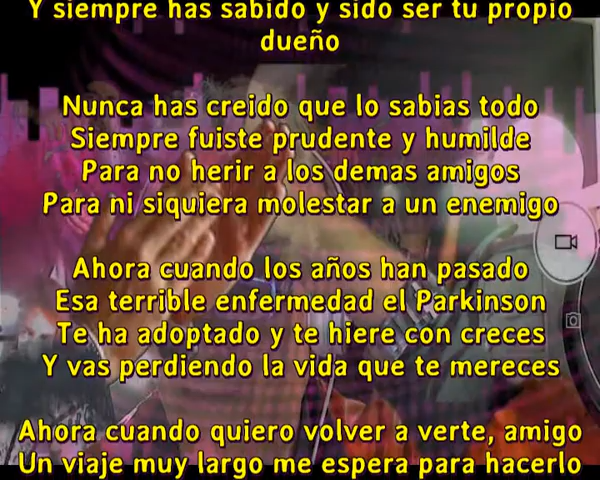 Y siempre has sabido y sido ser tu propio
dueño
Nunca has creido que lo sabias todo
Siempre fuiste prudente y humilde
Para no herir a los demas amigos
Para ni siquiera molestar a un enemigo
Ahora cuando los años han pasado
Esa terrible enfermedad el Parkinson
Te ha adoptado y te hiere con creces
Y vas perdiendo la vida que te mereces
Ahora cuando quiero volver a verte, amigo
Un viaje muy largo me espera para hacerlo